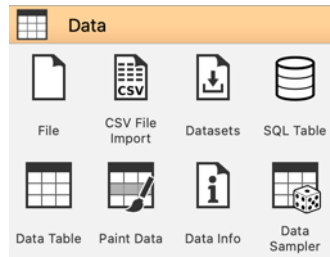 Data
CSV
File
CSV File
Import
Datasets
SQL Table
Data Table
Paint Data
Data Info
Data
Sampler